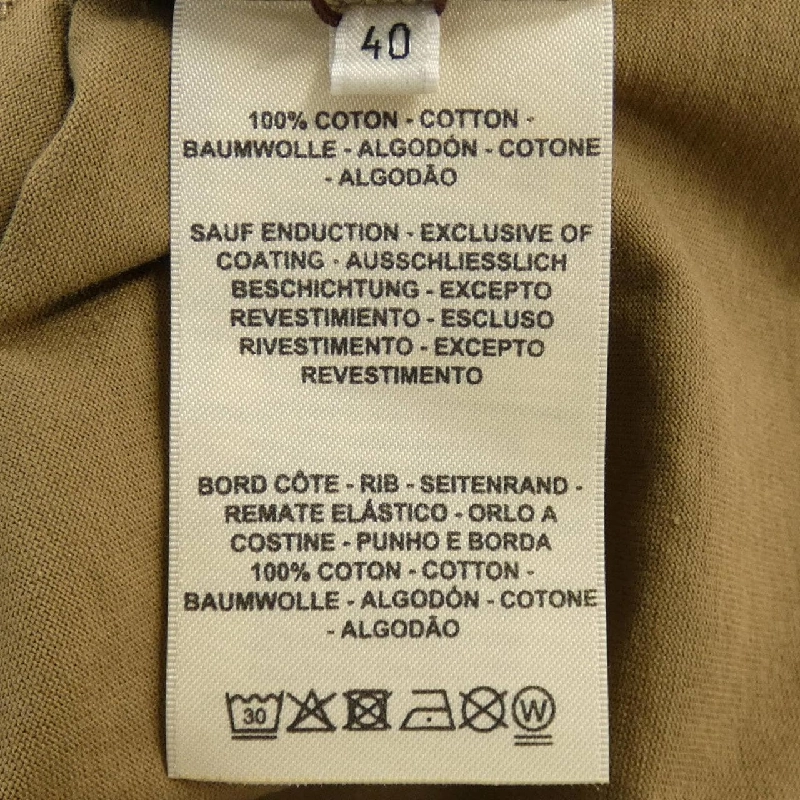 40
100% COTON - COTTON -
BAUMWOLLE - ALGODÓN - COTONE
- ALGODÃO
SAUF ENDUCTION - EXCLUSIVE OF
COATING - AUSSCHLIESSLICH
BESCHICHTUNG - EXCEPTO
REVESTIMIENTO - ESCLUSO
RIVESTIMENTO - EXCEPTO
REVESTIMENTO
BORD CÔTE - RIB - SEITENRAND -
REMATE ELÁSTICO - ORLO A
COSTINE - PUNHO E BORDA
100% COTON - COTTON -
BAUMWOLLE - ALGODÓN - COTONE
- ALGODÃO
30 W